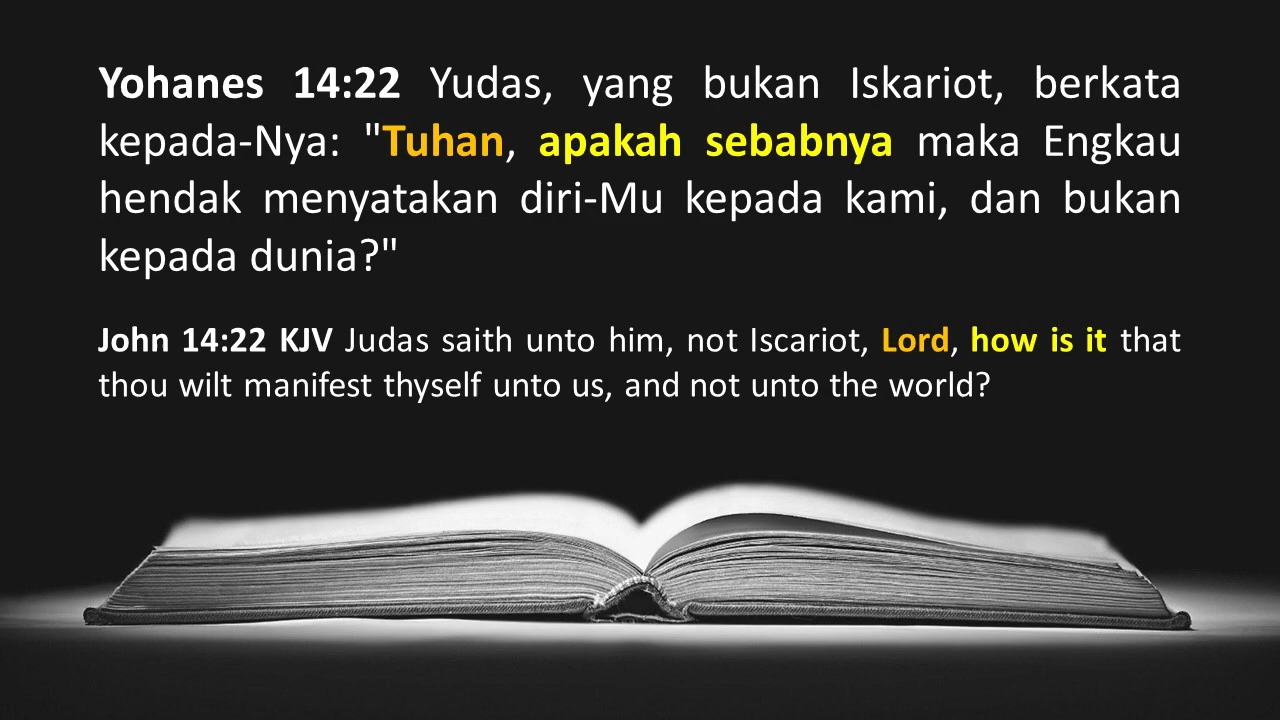 Yohanes 14:22 Yudas, yang bukan Iskariot, berkata
kepada-Nya: "Tuhan, apakah sebabnya maka Engkau
hendak menyatakan diri-Mu kepada kami, dan bukan
kepada dunia?"
John 14:22 KJV Judas saith unto him, not Iscariot, Lord, how is it that
thou wilt manifest thyself unto us, and not unto the world?